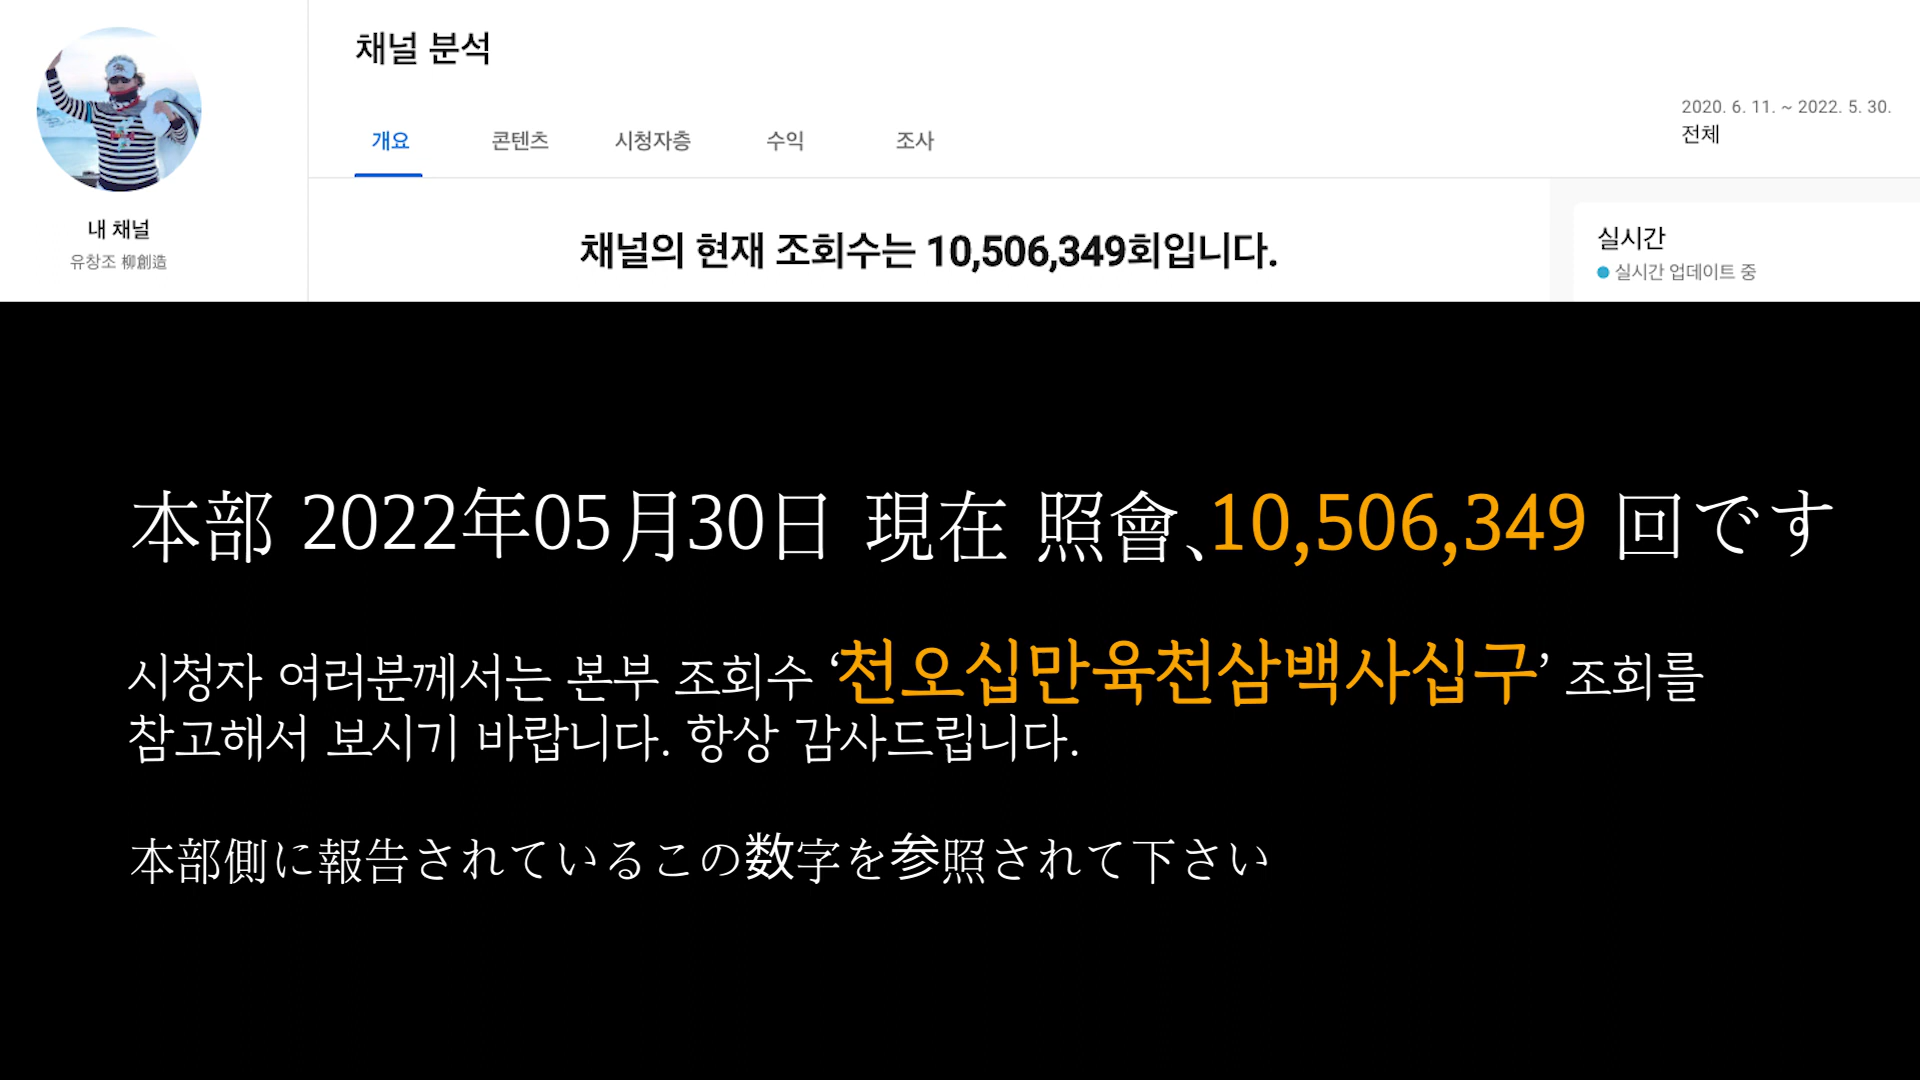 채널 분석
2020. 6. 11. ~ 2022. 5. 30.
전체
개요 콘텐츠 시청자층 수익 조사
내 채널
유창조 柳創造
채널의 현재 조회수는 10,506,349회입니다.
실시간
실시간 업데이트 중
本部 2022年05月30日 現在 照會、10,506,349 回です
시청자 여러분께서는 본부 조회수 ‘천오십만육천삼백사십구’ 조회를
참고해서 보시기 바랍니다. 항상 감사드립니다.
本部側に報告されているこの数字を参照されて下さい